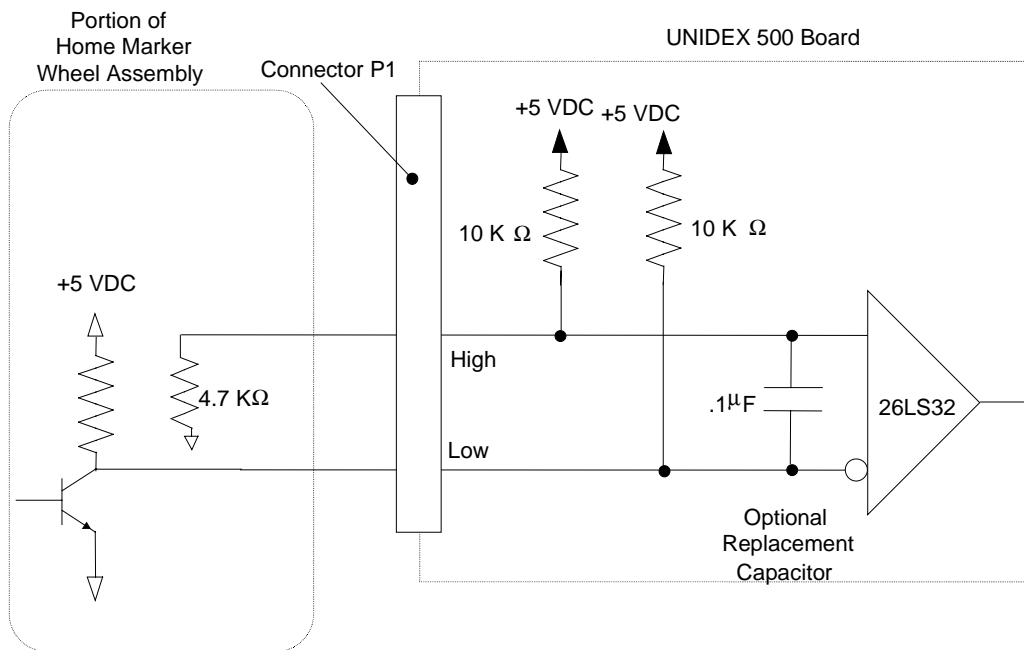 Portion of
Home Marker
Wheel Assembly
Connector P1
UNIDEX 500 Board
+5 VDC
+5 VDC
10 K Ω
10 K Ω
+5 VDC
4.7 KΩ
High
Low
.1µF
26LS32
Optional
Replacement
Capacitor